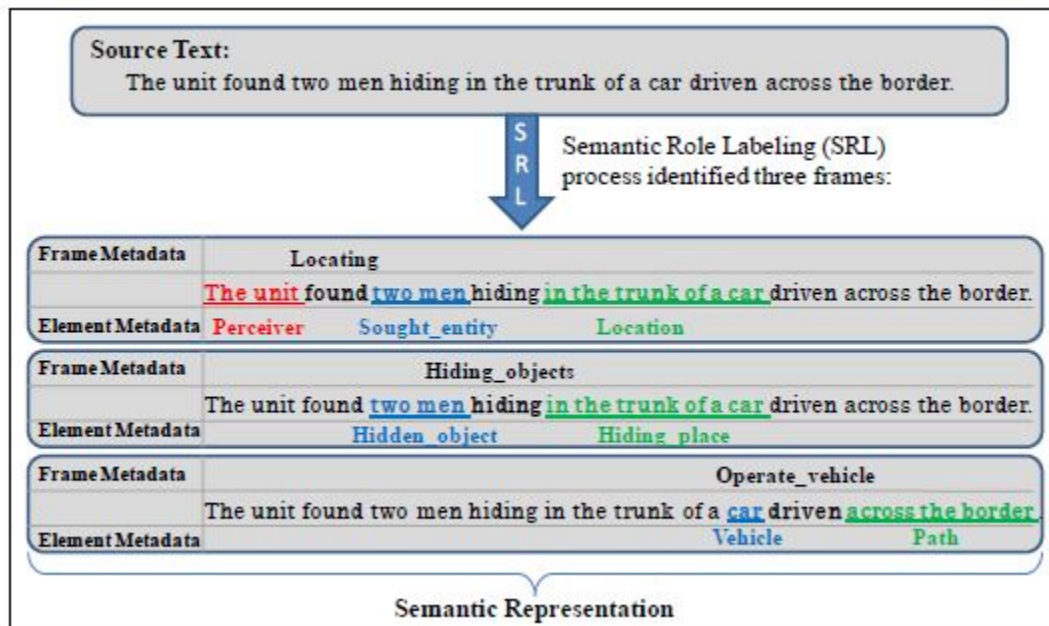 Source Text:
The unit found two men hiding in the trunk of a car driven across the border.
S
R
L
Semantic Role Labeling (SRL)
process identified three frames:
Frame Metadata Locating
The unit found two men hiding in the trunk of a car driven across the border.
Element Metadata Perceiver Sought_entity Location
Frame Metadata Hiding_objects
The unit found two men hiding in the trunk of a car driven across the border.
Element Metadata Hidden_object Hiding_place
Frame Metadata Operate_vehicle
The unit found two men hiding in the trunk of a car driven across the border.
Element Metadata Vehicle Path
Semantic Representation